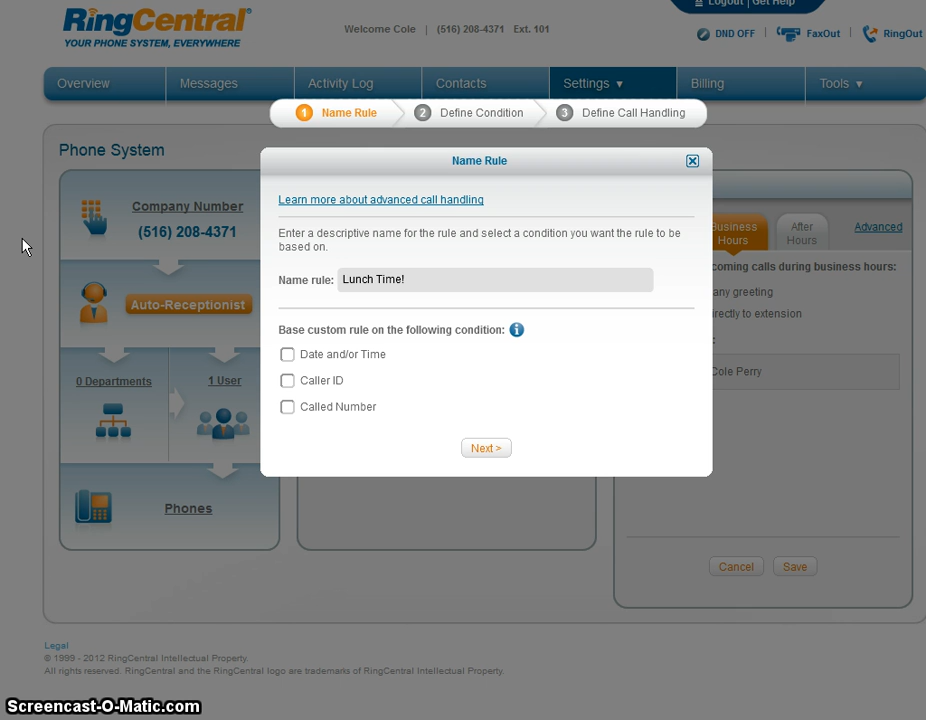 Logout | Get Help
RingCentral®
YOUR PHONE SYSTEM, EVERYWHERE
Welcome Cole | (516) 208-4371 Ext. 101
DND OFF | FaxOut | RingOut
Overview Messages Activity Log Contacts Settings ▼ Billing Tools ▼
1 Name Rule 2 Define Condition 3 Define Call Handling
Phone System
Name Rule
Learn more about advanced call handling
Enter a descriptive name for the rule and select a condition you want the rule to be
based on.
Name rule: Lunch Time!
Base custom rule on the following condition:
Date and/or Time
Caller ID
Called Number
Next >
Company Number
(516) 208-4371
Auto-Receptionist
0 Departments
1 User
Phones
Business
Hours
After
Hours
Advanced
coming calls during business hours:
any greeting
directly to extension
Cole Perry
Cancel Save
Legal
© 1999 - 2012 RingCentral Intellectual Property.
All rights reserved. RingCentral and the RingCentral logo are trademarks of RingCentral Intellectual Property.
Screencast-O-Matic.com